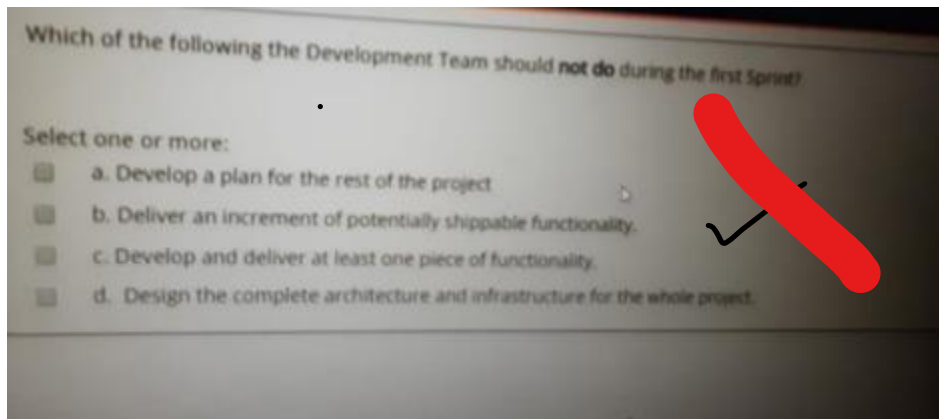 Which of the following the Development Team should not do during the first Sprint?
Select one or more:
a. Develop a plan for the rest of the project
b. Deliver an increment of potentially shippable functionality.
c. Develop and deliver at least one piece of functionality.
d. Design the complete architecture and infrastructure for the whole project.